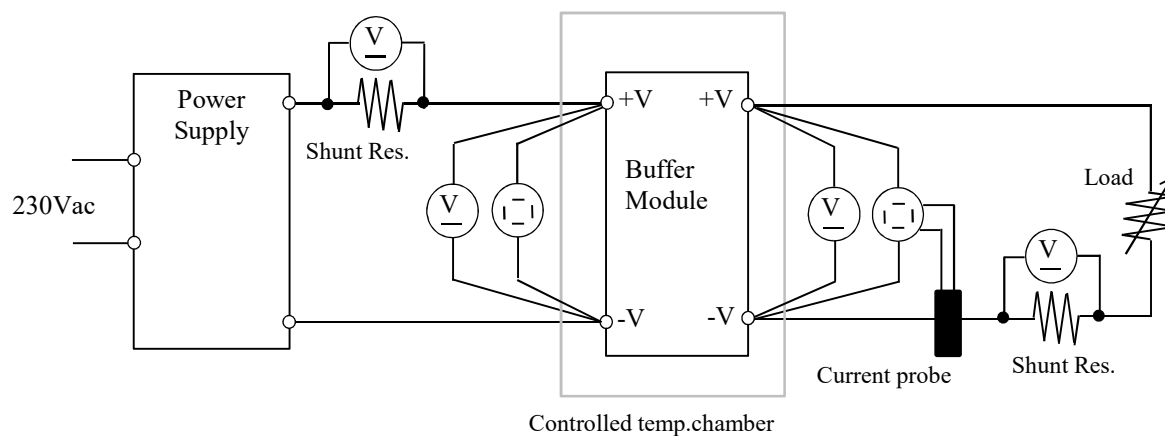 V
Power
Supply
Shunt Res.
+V
+V
Buffer
Module
Load
230Vac
V
V
V
-V
-V
Current probe
Shunt Res.
Controlled temp.chamber